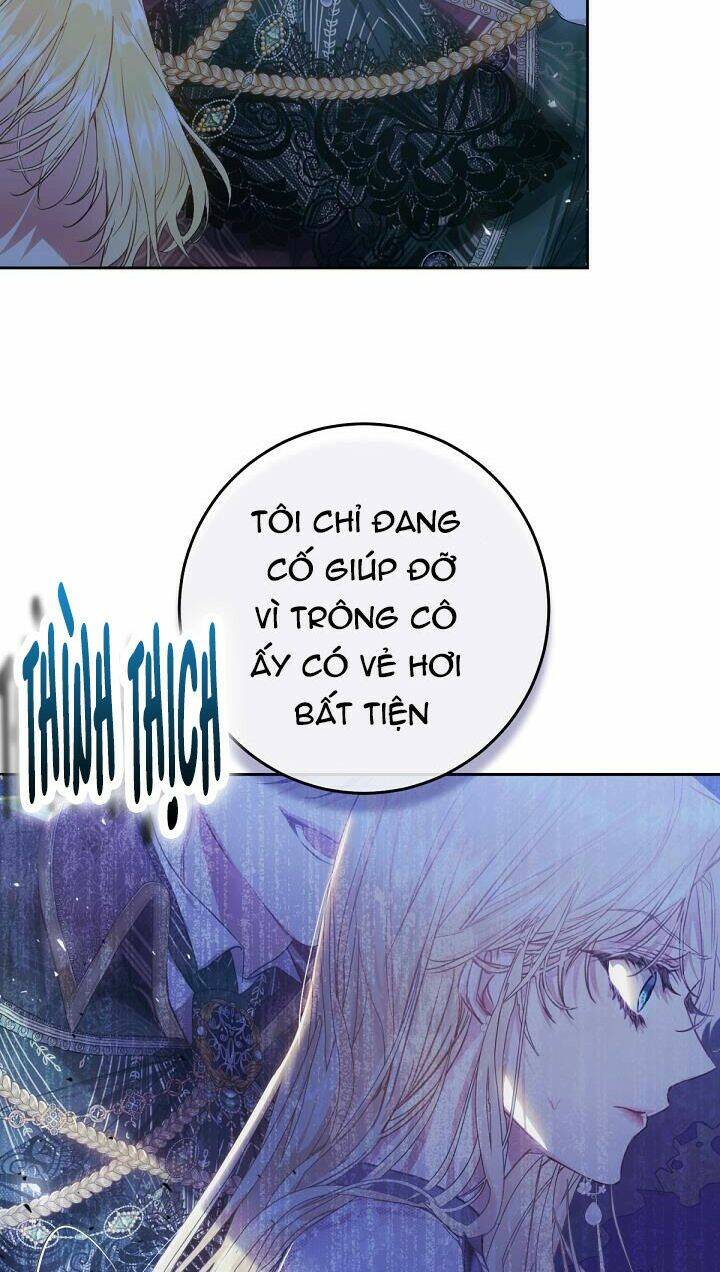 TÔI CHỈ ĐANG
CỐ GIÚP ĐỠ
VÌ TRÔNG CÔ
ẤY CÓ VẺ HƠI
BẤT TIỆN
THÌNH THỊCH